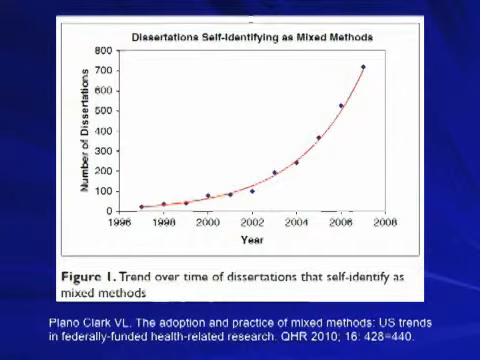 Dissertations Self-Identifying as Mixed Methods
Number of Dissertations
800
700
600
500
400
300
200
100
0
1996 1998 2000 2002 2004 2006 2008
Year
Figure 1. Trend over time of dissertations that self-identify as
mixed methods
Plano Clark VL. The adoption and practice of mixed methods: US trends
in federally-funded health-related research. QHR 2010; 16: 428=440.